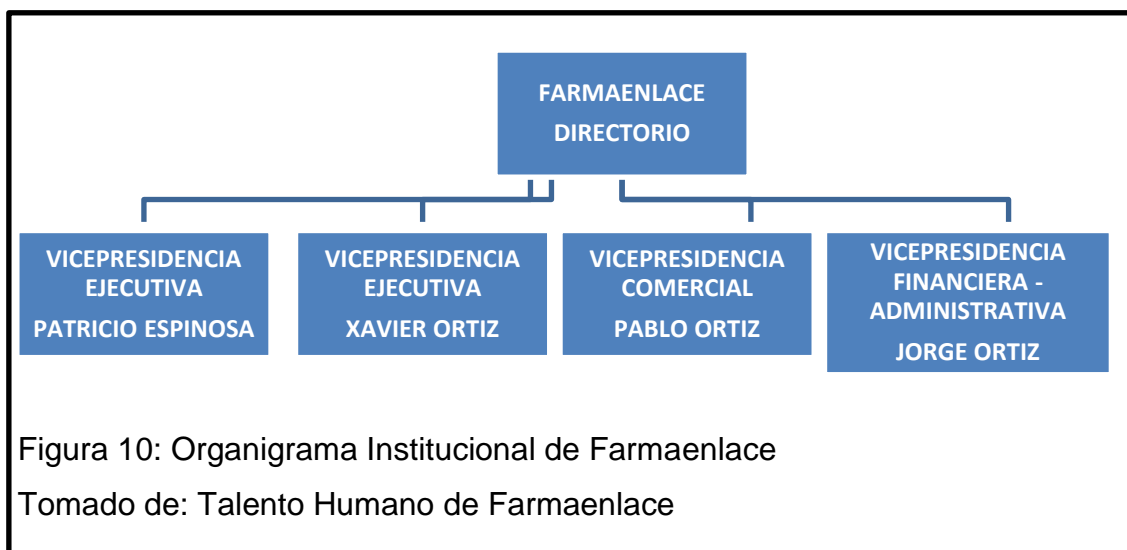 FARMAENLACE
DIRECTORIO
VICEPRESIDENCIA
EJECUTIVA
PATRICIO ESPINOSA
VICEPRESIDENCIA
EJECUTIVA
XAVIER ORTIZ
VICEPRESIDENCIA
COMERCIAL
PABLO ORTIZ
VICEPRESIDENCIA
FINANCIERA -
ADMINISTRATIVA
JORGE ORTIZ
Figura 10: Organigrama Institucional de Farmaenlace
Tomado de: Talento Humano de Farmaenlace